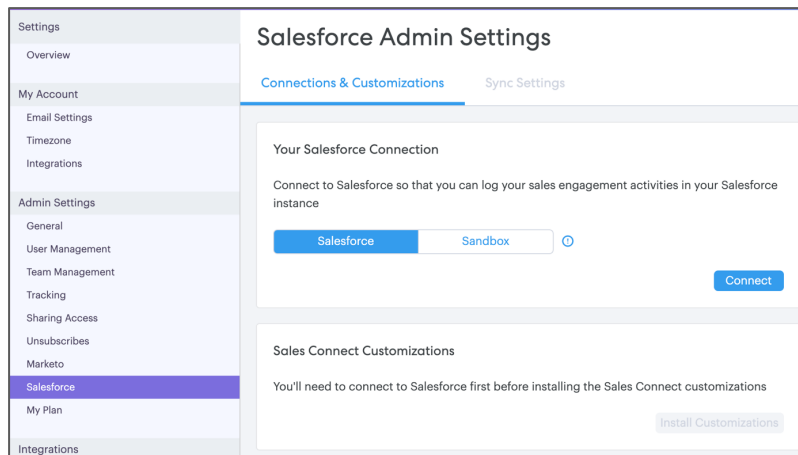 Settings
Overview
My Account
Email Settings
Timezone
Integrations
Admin Settings
General
User Management
Team Management
Tracking
Sharing Access
Unsubscribes
Marketo
Salesforce
My Plan
Integrations
Salesforce Admin Settings
Connections & Customizations
Sync Settings
Your Salesforce Connection
Connect to Salesforce so that you can log your sales engagement activities in your Salesforce
instance
Salesforce
Sandbox
Connect
Sales Connect Customizations
You'll need to connect to Salesforce first before installing the Sales Connect customizations
Install Customizations